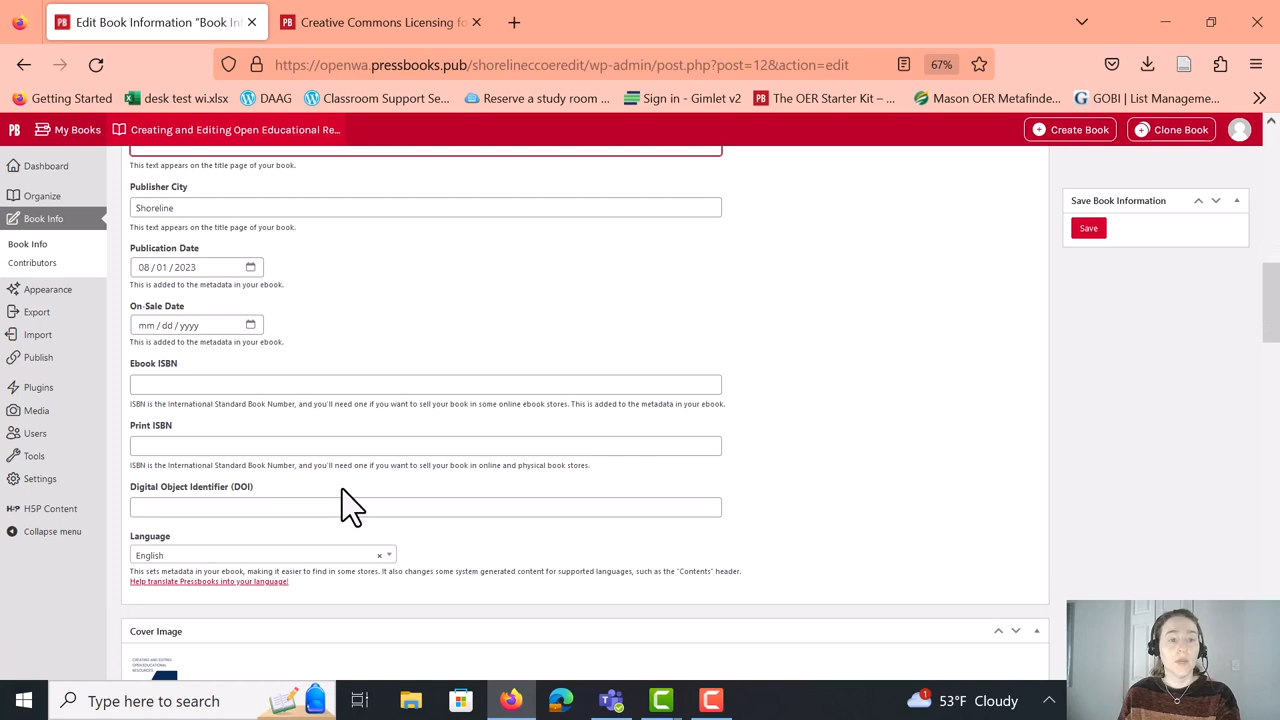 Edit Book Information "Book In
Creative Commons Licensing fo
https://openwa.pressbooks.pub/shorelineccoeredit/wp-admin/post.php?post=12&action=edit
67%
Getting Started
desk test wi.xlsx
DAAG
Classroom Support Se...
Reserve a study room ...
Sign in - Gimlet v2
The OER Starter Kit – ...
Mason OER Metafinde...
GOBI | List Manageme...
PB
My Books
Creating and Editing Open Educational Re...
Create Book
Clone Book
Dashboard
Organize
Book Info
Book Info
Contributors
Appearance
Export
Import
Publish
Plugins
Media
Users
Tools
Settings
H5P Content
Collapse menu
This text appears on the title page of your book.
Publisher City
Shoreline
This text appears on the title page of your book.
Publication Date
08/01/2023
This is added to the metadata in your ebook.
On-Sale Date
mm/dd/yyyy
This is added to the metadata in your ebook.
Ebook ISBN
ISBN is the International Standard Book Number, and you'll need one if you want to sell your book in some online ebook stores. This is added to the metadata in your ebook.
Print ISBN
ISBN is the International Standard Book Number, and you'll need one if you want to sell your book in online and physical book stores.
Digital Object Identifier (DOI)
Language
English
This sets metadata in your ebook, making it easier to find in some stores. It also changes some system generated content for supported languages, such as the "Contents" header.
Help translate Pressbooks into your language!
Cover Image
CREATING AND EDITING
OPEN EDUCATIONAL
RESOURCES
Save Book Information
Save
Type here to search
1
53°F Cloudy